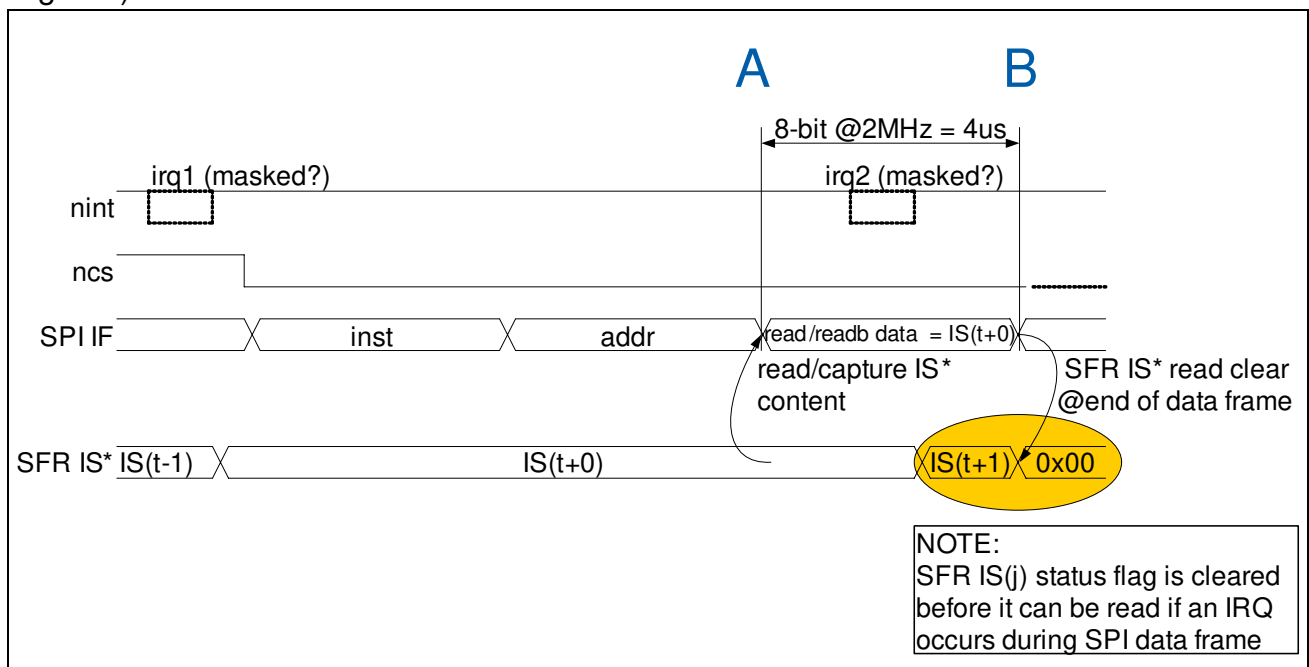 A B
8-bit @2MHz = 4us
irq1 (masked?) irq2 (masked?)
nint
ncs
SPI IF inst addr read/readb data = IS(t+0)
read/capture IS*
content
SFR IS* read clear
@end of data frame
SFR IS* IS(t-1) IS(t+0) IS(t+1) 0x00
NOTE:
SFR IS(j) status flag is cleared
before it can be read if an IRQ
occurs during SPI data frame